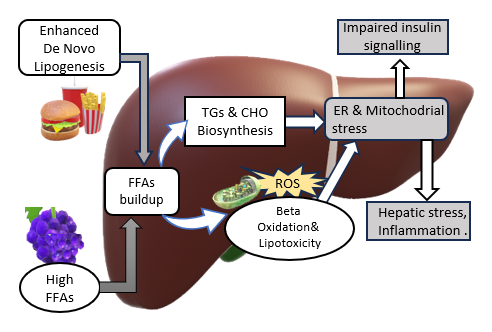 Enhanced
De Novo
Lipogenesis
Impaired insulin
signalling
TGs & CHO
Biosynthesis
ER & Mitochodrial
stress
FFAs
buildup
ROS
Beta
Oxidation&
Lipotoxicity
Hepatic stress,
Inflammation .
High
FFAs